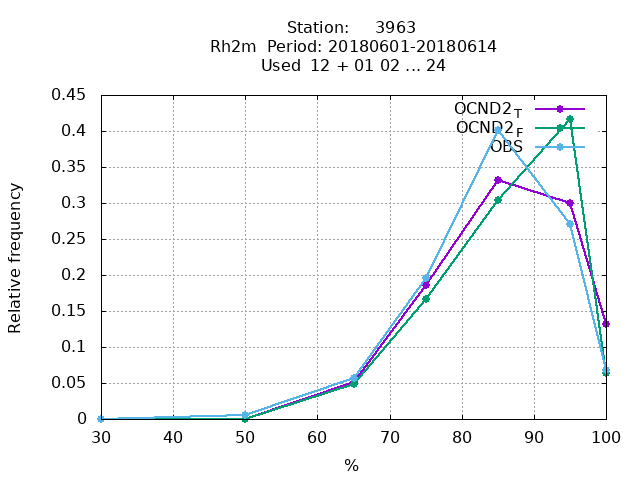 Station: 3963
Rh2m Period: 20180601-20180614
Used 12 + 01 02 ... 24
0.45
OCND2_T
0.4
OCND2_F
OBS
0.35
0.3
0.25
0.2
0.15
0.1
0.05
0
Relative frequency
30 40 50 60 70 80 90 100
%